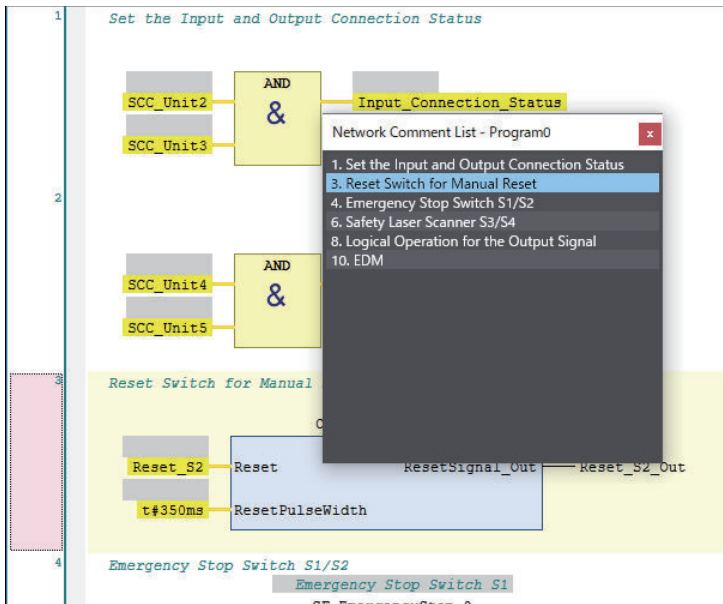 1
Set the Input and Output Connection Status
AND
&
SCC_Unit2
Input_Connection_Status
SCC_Unit3
Network Comment List - Program0
x
1. Set the Input and Output Connection Status
3. Reset Switch for Manual Reset
4. Emergency Stop Switch S1/S2
6. Safety Laser Scanner S3/S4
8. Logical Operation for the Output Signal
10. EDM
2
AND
&
SCC_Unit4
SCC_Unit5
3
Reset Switch for Manual
Reset_S2
Reset
ResetSignal_Out
Reset_S2_Out
t#350ms
ResetPulseWidth
4
Emergency Stop Switch S1/S2
Emergency Stop Switch S1